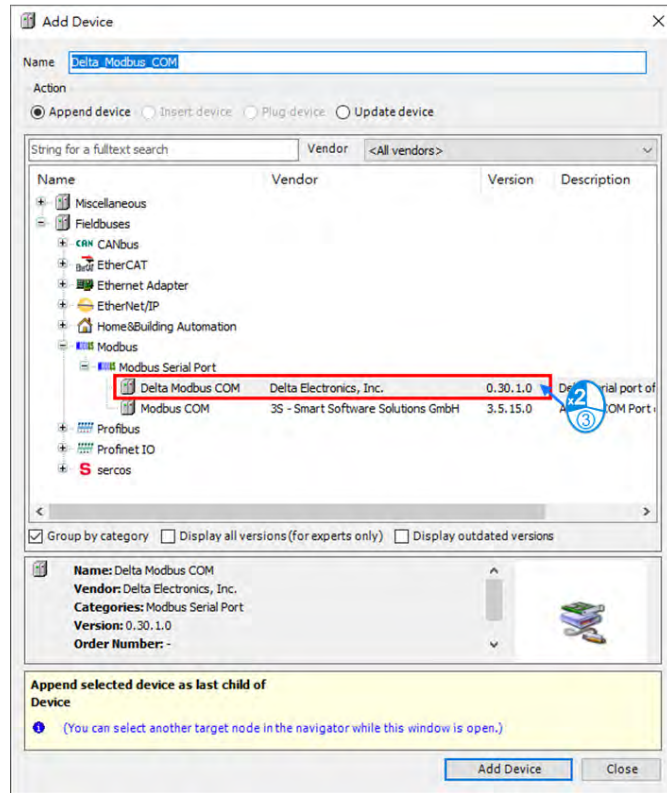 Add Device
Name Delta_Modbus_COM
Action
Append device Insert device Plug device Update device
String for a fulltext search Vendor <All vendors>
Name Vendor Version Description
Miscellaneous
Fieldbuses
CAN CANbus
EtherCAT
Ethernet Adapter
EtherNet/IP
Home&Building Automation
Modbus
Modbus Serial Port
Delta Modbus COM Delta Electronics, Inc. 0.30.1.0 port of
Modbus COM 3S - Smart Software Solutions GmbH 3.5.15.0 COM Port
x2
③
Profibus
Profinet IO
S sercos
Group by category Display all versions (for experts only) Display outdated versions
Name: Delta Modbus COM
Vendor: Delta Electronics, Inc.
Categories: Modbus Serial Port
Version: 0.30.1.0
Order Number: -
Append selected device as last child of
Device
(You can select another target node in the navigator while this window is open.)
Add Device Close